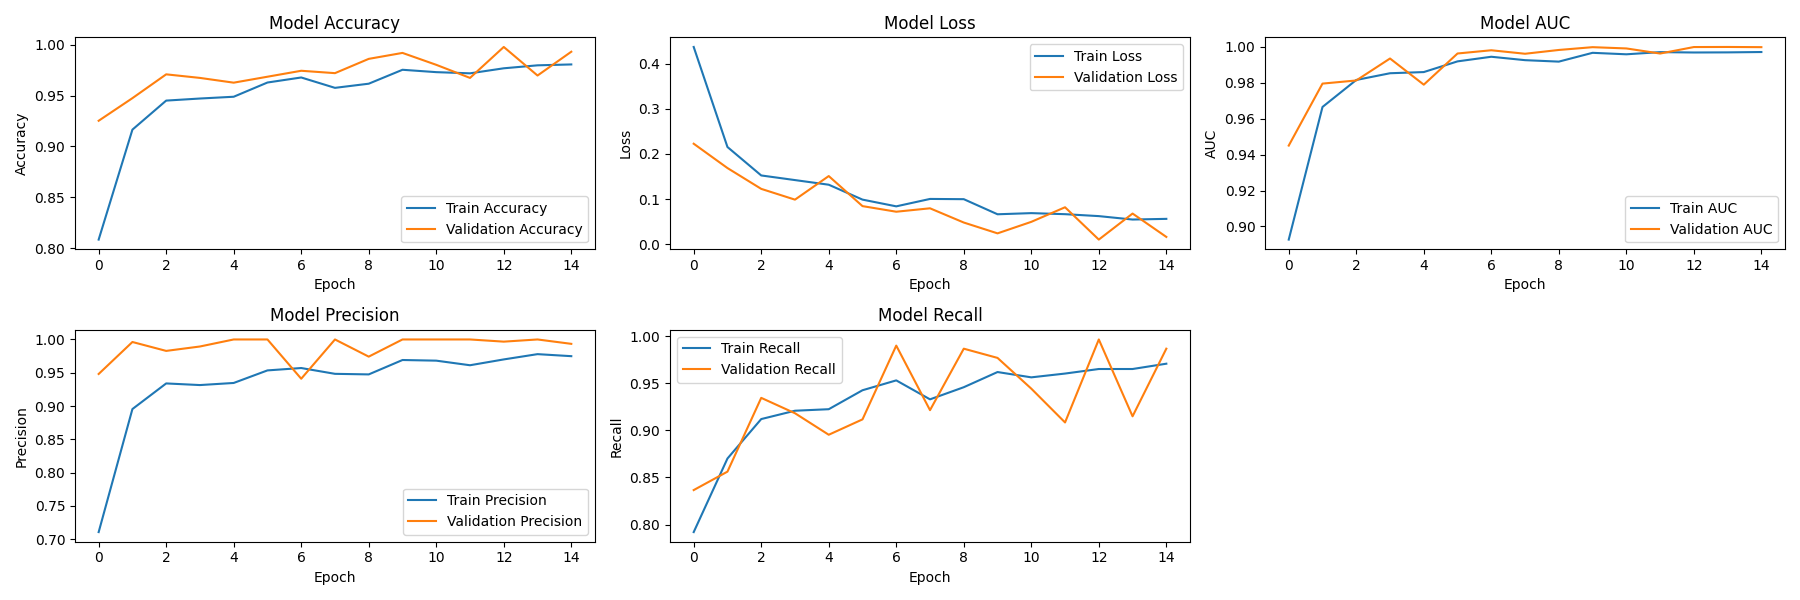 Model Accuracy
Accuracy
1.00
0.95
0.90
0.85
0.80
Train Accuracy
Validation Accuracy
0 2 4 6 8 10 12 14
Epoch
Model Loss
Loss
0.4
0.3
0.2
0.1
0.0
Train Loss
Validation Loss
0 2 4 6 8 10 12 14
Epoch
Model AUC
AUC
1.00
0.98
0.96
0.94
0.92
0.90
Train AUC
Validation AUC
0 2 4 6 8 10 12 14
Epoch
Model Precision
Precision
1.00
0.95
0.90
0.85
0.80
0.75
0.70
Train Precision
Validation Precision
0 2 4 6 8 10 12 14
Epoch
Model Recall
Recall
1.00
0.95
0.90
0.85
0.80
Train Recall
Validation Recall
0 2 4 6 8 10 12 14
Epoch